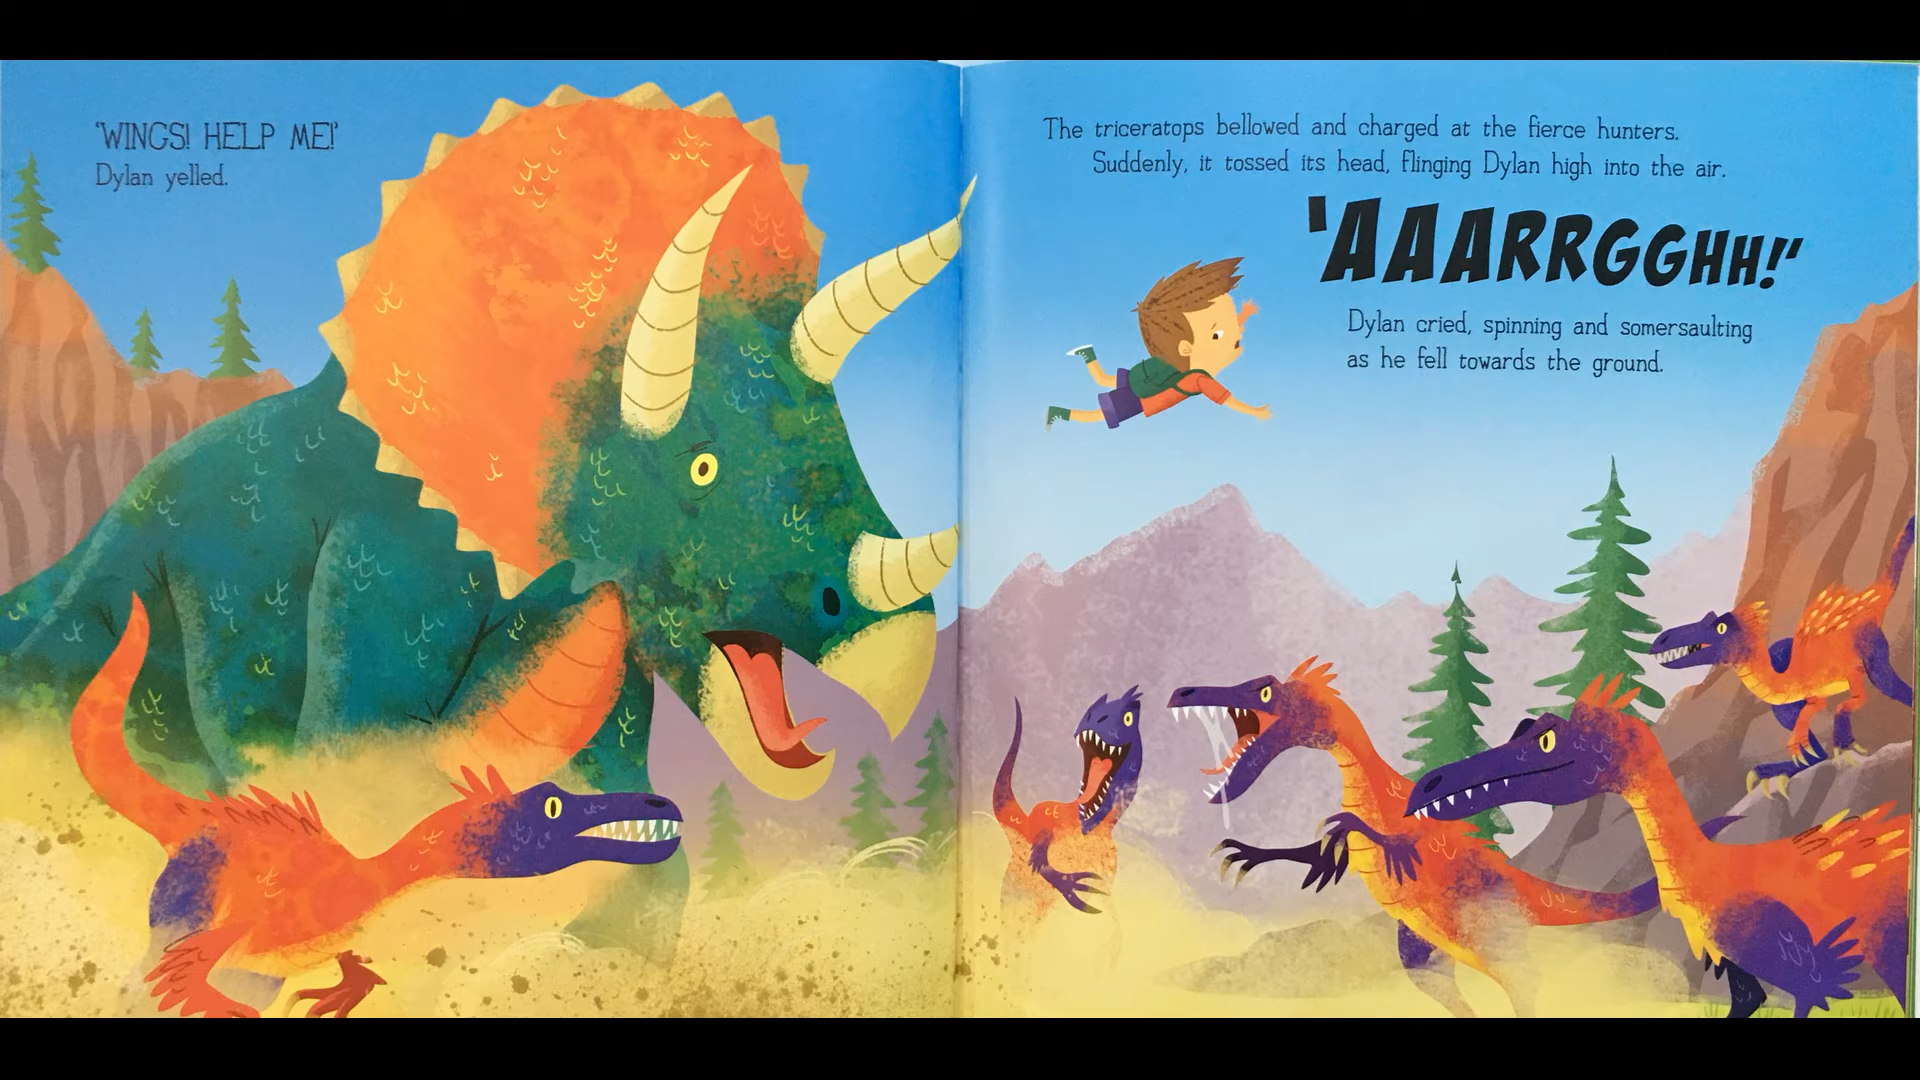 'WINGS! HELP ME!'
Dylan yelled.
The triceratops bellowed and charged at the fierce hunters.
Suddenly, it tossed its head, flinging Dylan high into the air.
'AAARRGGHH!'
Dylan cried, spinning and somersaulting
as he fell towards the ground.